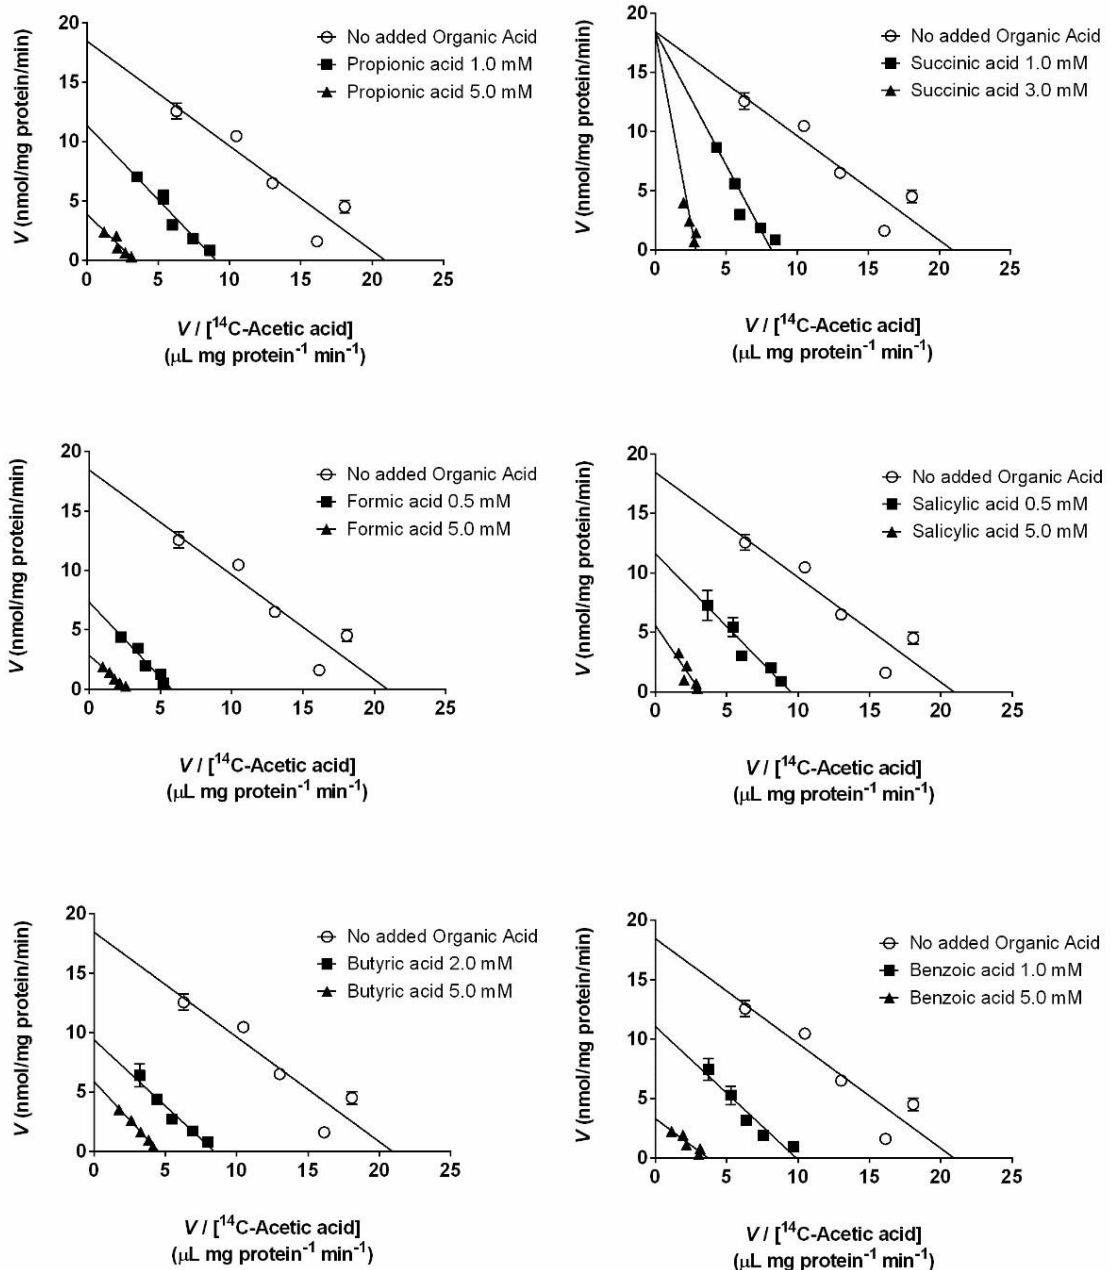 V (nmol/mg protein/min)
20
15
10
5
0
No added Organic Acid
Propionic acid 1.0 mM
Propionic acid 5.0 mM
0 5 10 15 20 25
V / [¹⁴C-Acetic acid]
(μL mg protein⁻¹ min⁻¹)
V (nmol/mg protein/min)
20
15
10
5
0
No added Organic Acid
Succinic acid 1.0 mM
Succinic acid 3.0 mM
0 5 10 15 20 25
V / [¹⁴C-Acetic acid]
(μL mg protein⁻¹ min⁻¹)
V (nmol/mg protein/min)
20
15
10
5
0
No added Organic Acid
Formic acid 0.5 mM
Formic acid 5.0 mM
0 5 10 15 20 25
V / [¹⁴C-Acetic acid]
(μL mg protein⁻¹ min⁻¹)
V (nmol/mg protein/min)
20
15
10
5
0
No added Organic Acid
Salicylic acid 0.5 mM
Salicylic acid 5.0 mM
0 5 10 15 20 25
V / [¹⁴C-Acetic acid]
(μL mg protein⁻¹ min⁻¹)
V (nmol/mg protein/min)
20
15
10
5
0
No added Organic Acid
Butyric acid 2.0 mM
Butyric acid 5.0 mM
0 5 10 15 20 25
V / [¹⁴C-Acetic acid]
(μL mg protein⁻¹ min⁻¹)
V (nmol/mg protein/min)
20
15
10
5
0
No added Organic Acid
Benzoic acid 1.0 mM
Benzoic acid 5.0 mM
0 5 10 15 20 25
V / [¹⁴C-Acetic acid]
(μL mg protein⁻¹ min⁻¹)